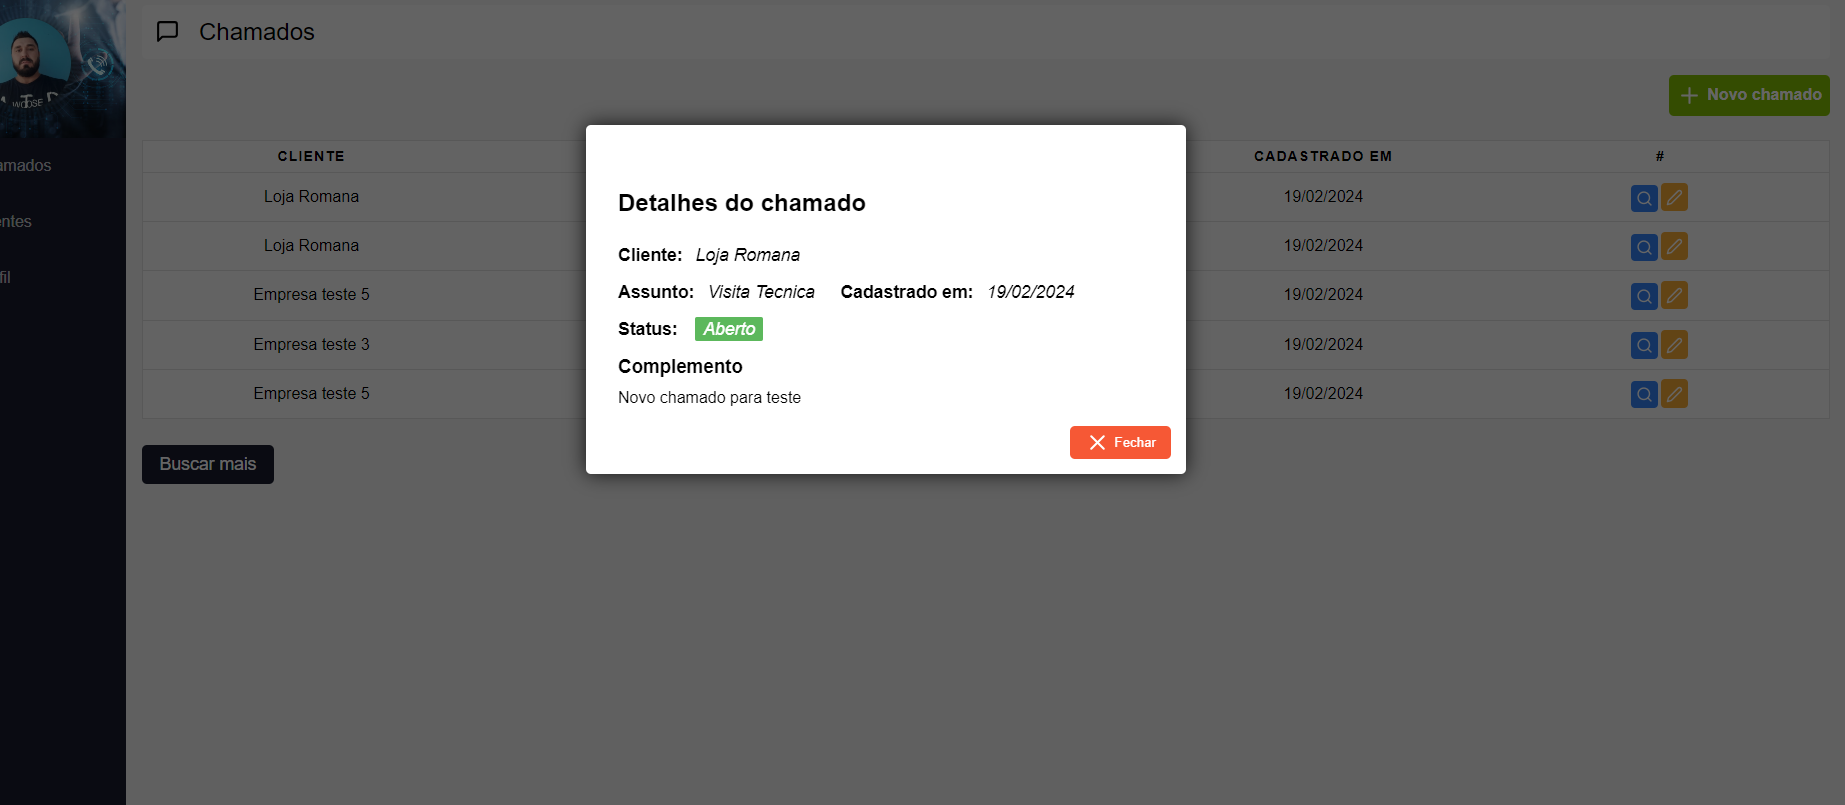 Chamados
Novo chamado
amados
entes
fil
WOOSE
CLIENTE CADASTRADO EM #
Loja Romana 19/02/2024
Loja Romana 19/02/2024
Empresa teste 5 19/02/2024
Empresa teste 3 19/02/2024
Empresa teste 5 19/02/2024
Buscar mais
Detalhes do chamado
Cliente: Loja Romana
Assunto: Visita Tecnica Cadastrado em: 19/02/2024
Status: Aberto
Complemento
Novo chamado para teste
Fechar